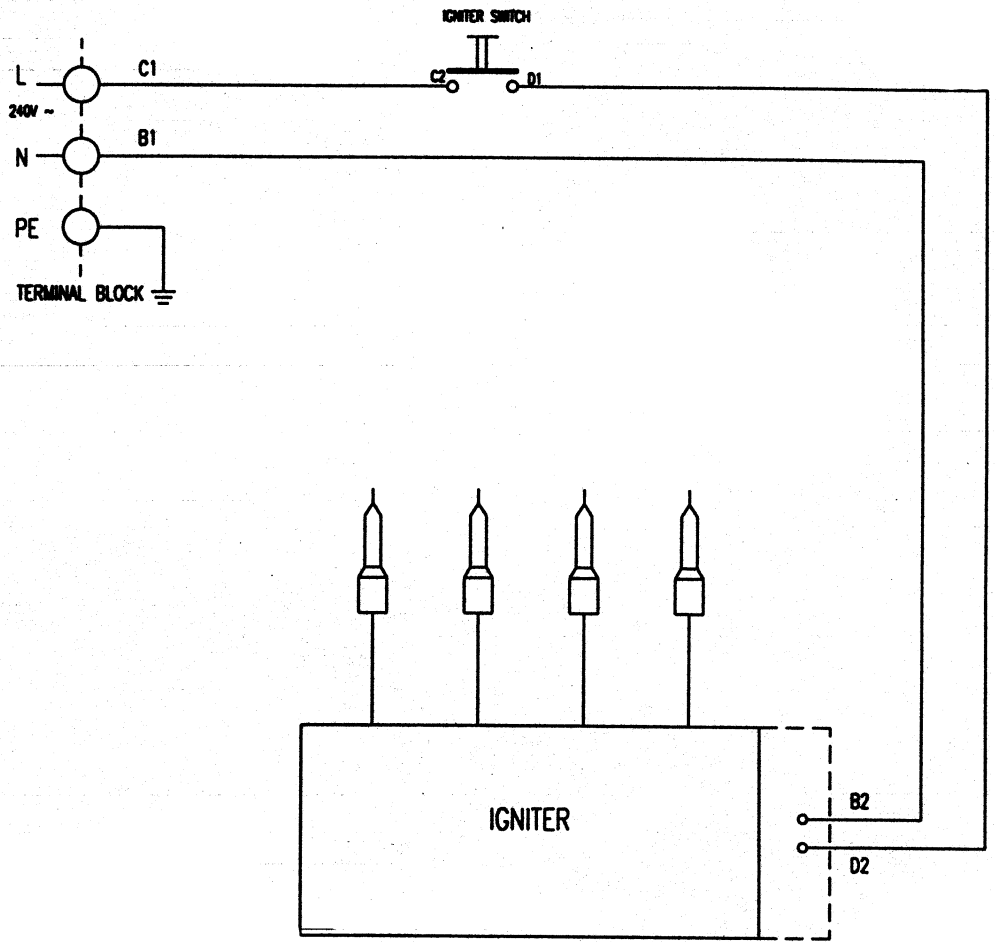 IGNITER SWITCH
L
C1
C2
D1
240V ~
N
B1
PE
TERMINAL BLOCK
IGNITER
B2
D2